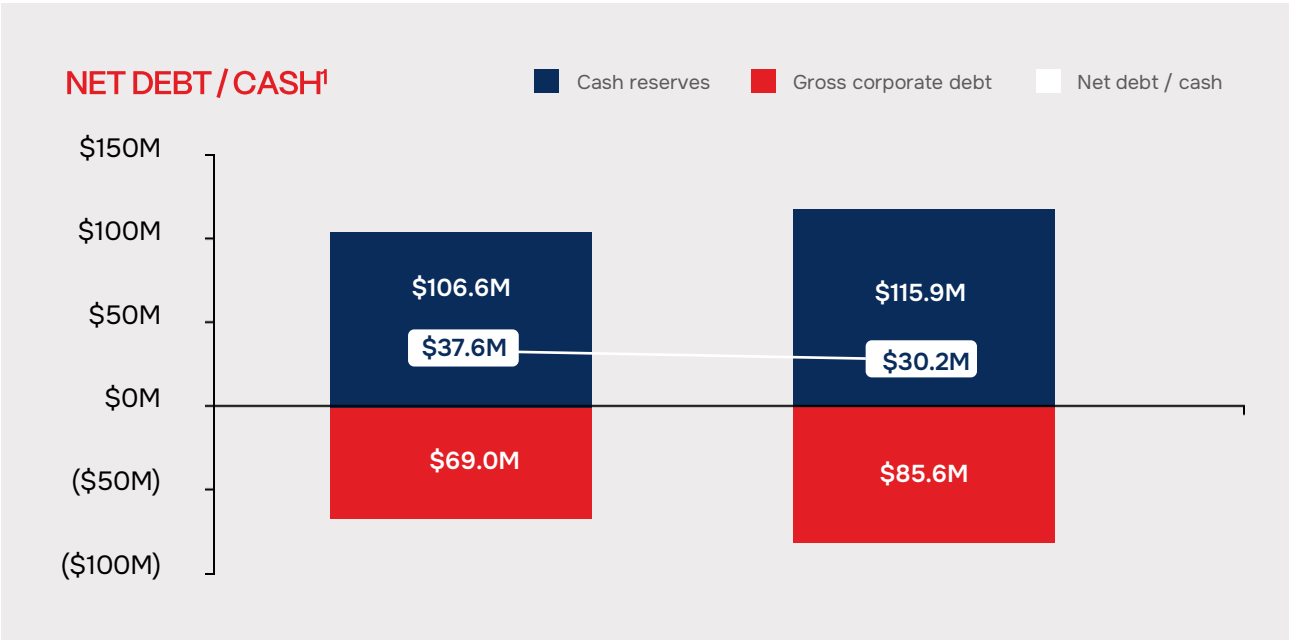 NET DEBT / CASH¹
Cash reserves
Gross corporate debt
Net debt / cash
$150M
$100M
$50M
$0M
($50M)
($100M)
$106.6M
$37.6M
$69.0M
$115.9M
$30.2M
$85.6M